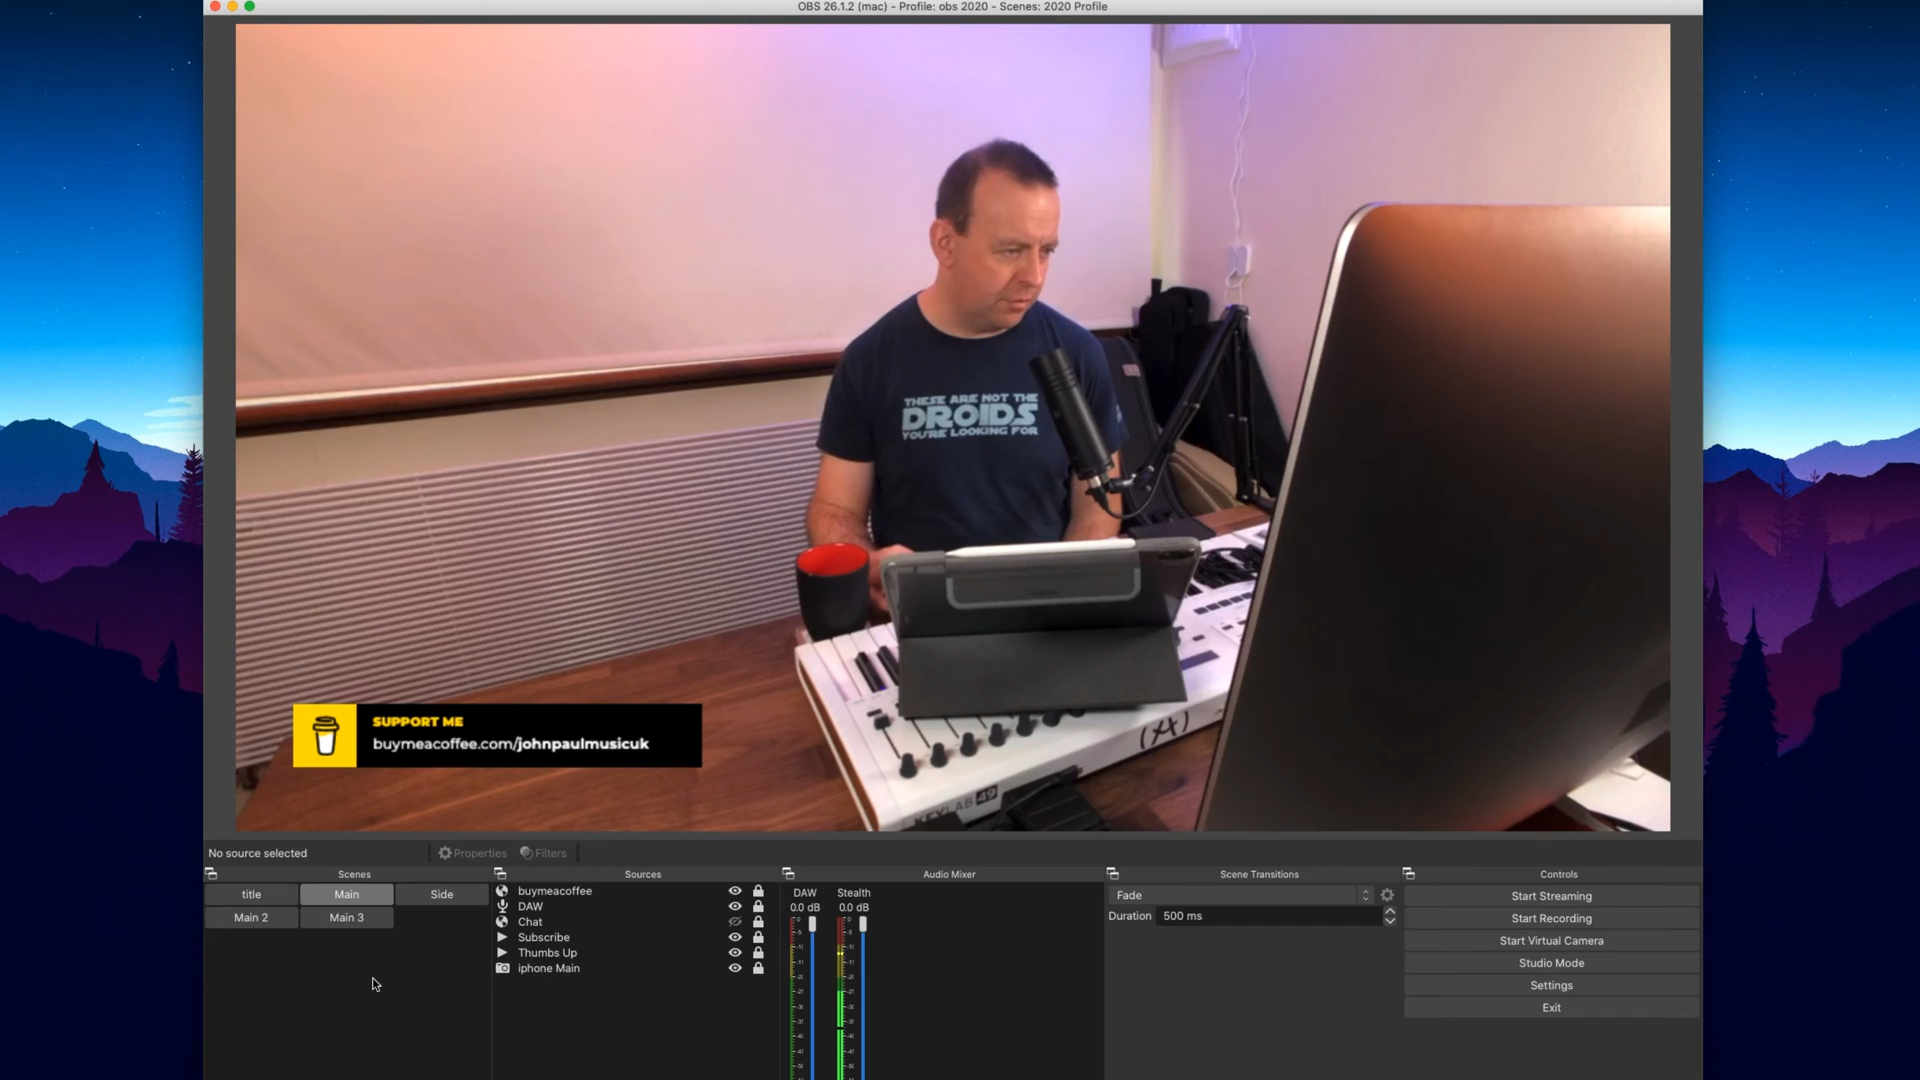 OBS 26.1.2 (mac) - Profile: obs 2020 - Scenes: 2020 Profile
THESE ARE NOT THE
DROIDS
YOU'RE LOOKING FOR
SUPPORT ME
buymeacoffee.com/johnpaulmusicuk
(A)
KEYLAB 49
No source selected
Properties
Filters
Scenes
title
Main
Side
Main 2
Main 3
Sources
buymeacoffee
DAW
Chat
Subscribe
Thumbs Up
iphone Main
Audio Mixer
DAW
Stealth
0.0 dB
0.0 dB
Scene Transitions
Fade
Duration
500 ms
Controls
Start Streaming
Start Recording
Start Virtual Camera
Studio Mode
Settings
Exit